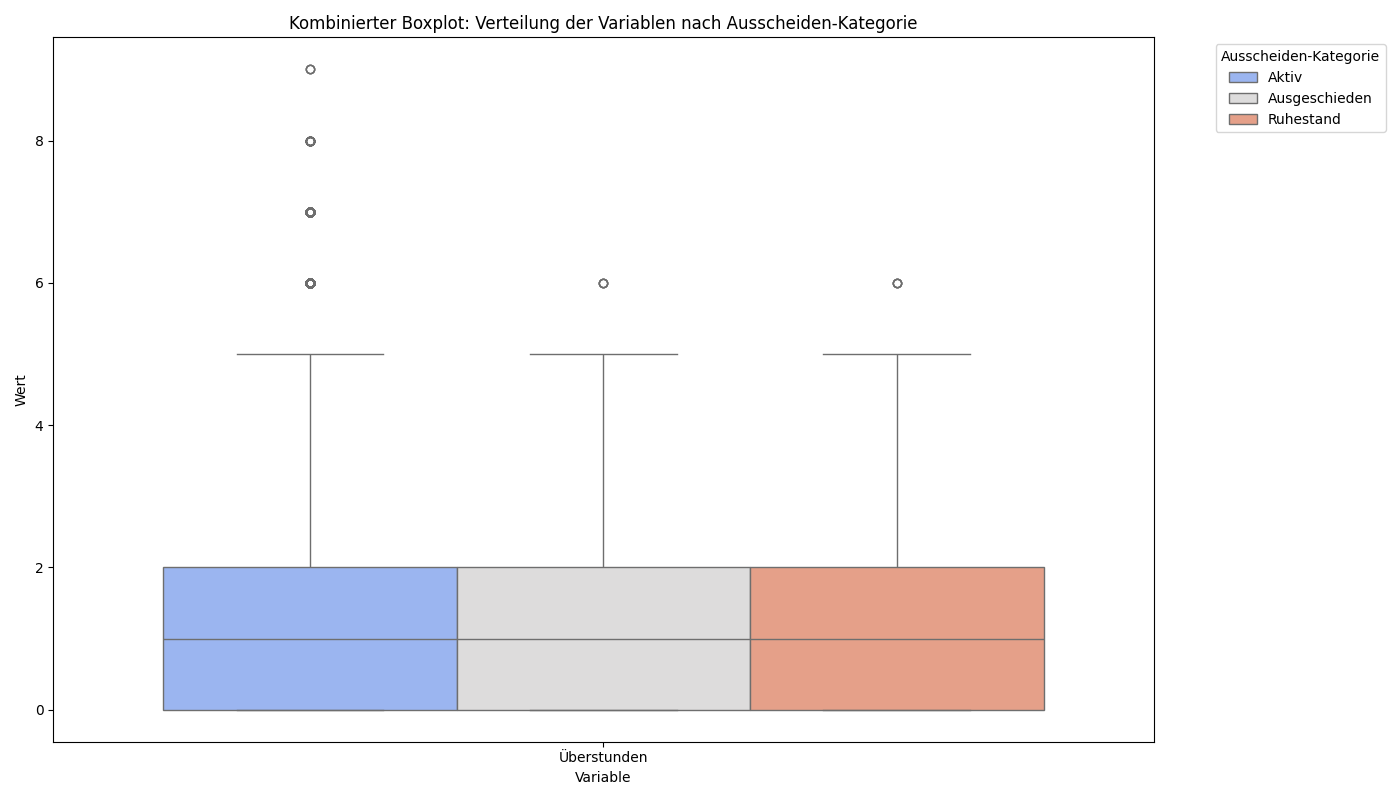 Kombinierter Boxplot: Verteilung der Variablen nach Ausscheiden-Kategorie
Ausscheiden-Kategorie
Aktiv
Ausgeschieden
Ruhestand
8
6
4
2
0
Wert
Überstunden
Variable